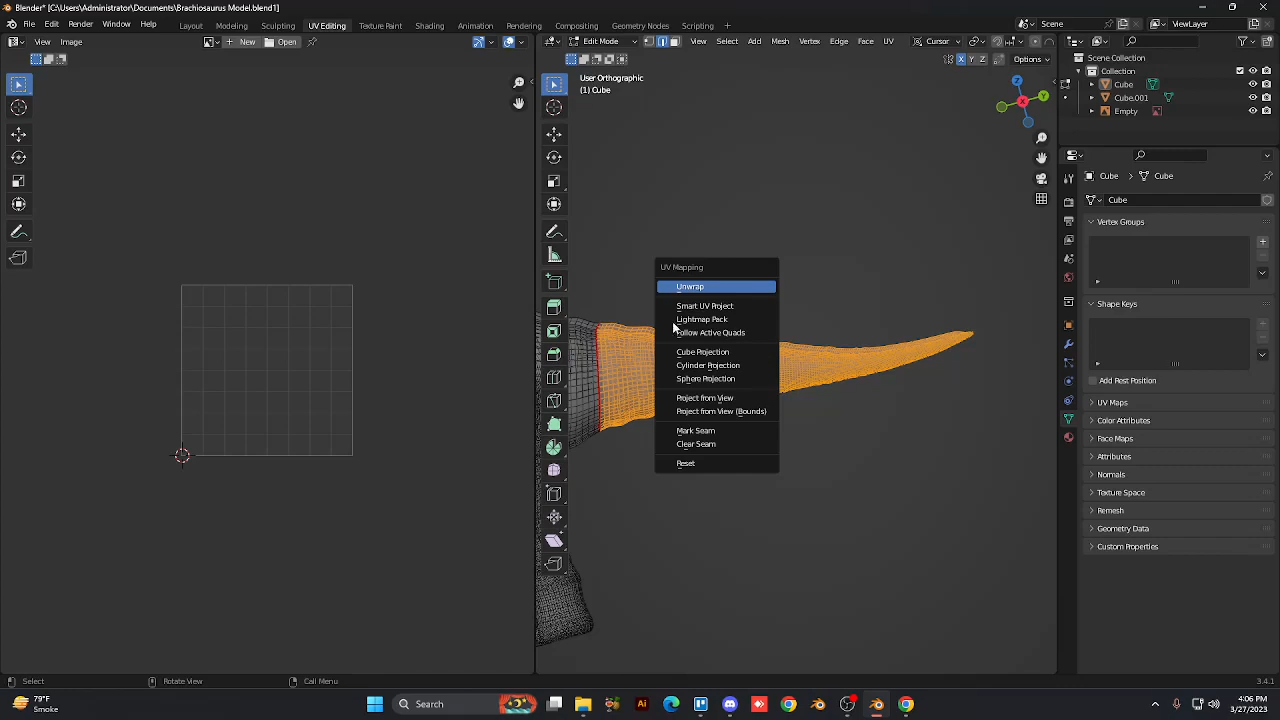 Blender* [C:\Users\Administrator\Documents\Brachiosaurus Model.blend1]
File Edit Render Window Help Layout Modeling Sculpting UV Editing Texture Paint Shading Animation Rendering Compositing Geometry Nodes Scripting + Scene ViewLayer
View Image New Open Edit Mode View Select Add Mesh Vertex Edge Face UV Cursor
X Y Z Options
User Orthographic
(1) Cube
Scene Collection
Collection
Cube
Cube.001
Empty
Z
Y
X
Cube Cube
Cube
Vertex Groups
Shape Keys
Add Rest Position
UV Maps
Color Attributes
Face Maps
Attributes
Normals
Texture Space
Remesh
Geometry Data
Custom Properties
UV Mapping
Unwrap
Smart UV Project
Lightmap Pack
Follow Active Quads
Cube Projection
Cylinder Projection
Sphere Projection
Project from View
Project from View (Bounds)
Mark Seam
Clear Seam
Reset
Select Rotate View Call Menu 3.4.1
79°F
Smoke
Search
Ai
4:06 PM
3/27/2023